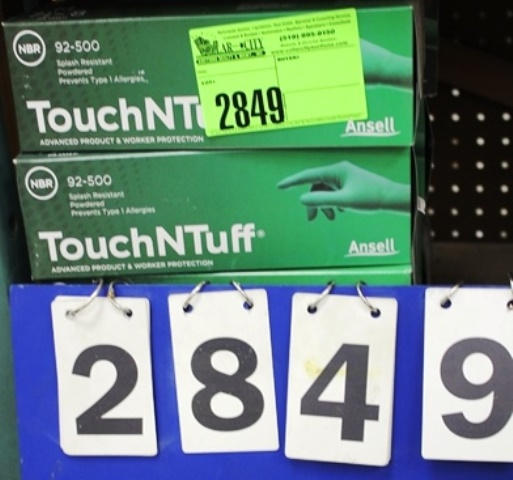 NBR
92-500
Splash Resistant
Powdered
Prevents Type 1 Allergies
TouchNTu
ADVANCED PRODUCT & WORKER PROTECTION
2849
Ansell
NBR
92-500
Splash Resistant
Powdered
Prevents Type 1 Allergies
TouchNTuff®
Ansell
ADVANCED PRODUCT & WORKER PROTECTION
2 8 4 9